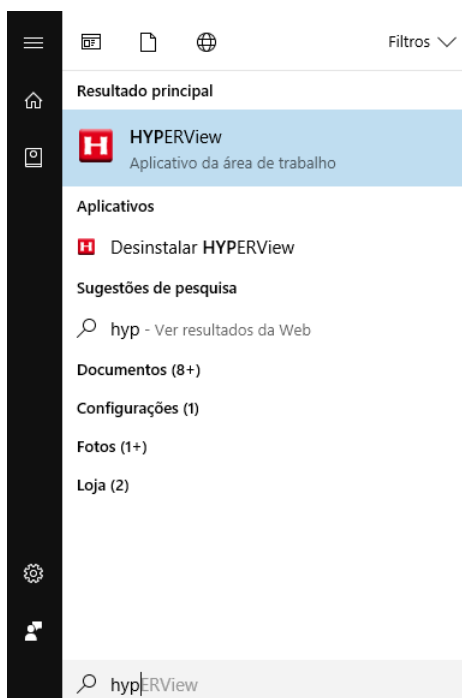 Filtros
Resultado principal
H HYPERView
Aplicativo da área de trabalho
Aplicativos
H Desinstalar HYPERView
Sugestões de pesquisa
hyp - Ver resultados da Web
Documentos (8+)
Configurações (1)
Fotos (1+)
Loja (2)
hypERView